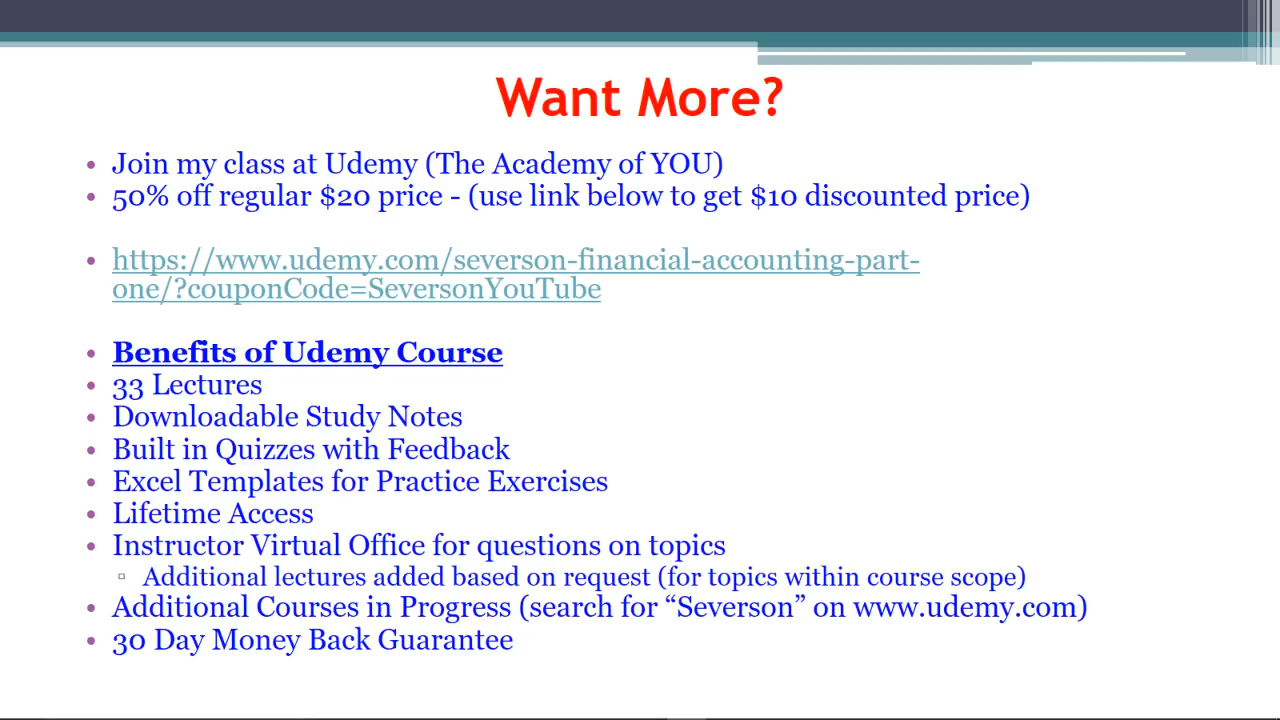 Want More?
• Join my class at Udemy (The Academy of YOU)
• 50% off regular $20 price - (use link below to get $10 discounted price)
• https://www.udemy.com/severson-financial-accounting-part-
one/?couponCode=SeversonYouTube
• Benefits of Udemy Course
• 33 Lectures
• Downloadable Study Notes
• Built in Quizzes with Feedback
• Excel Templates for Practice Exercises
• Lifetime Access
• Instructor Virtual Office for questions on topics
▫ Additional lectures added based on request (for topics within course scope)
• Additional Courses in Progress (search for “Severson” on www.udemy.com)
• 30 Day Money Back Guarantee